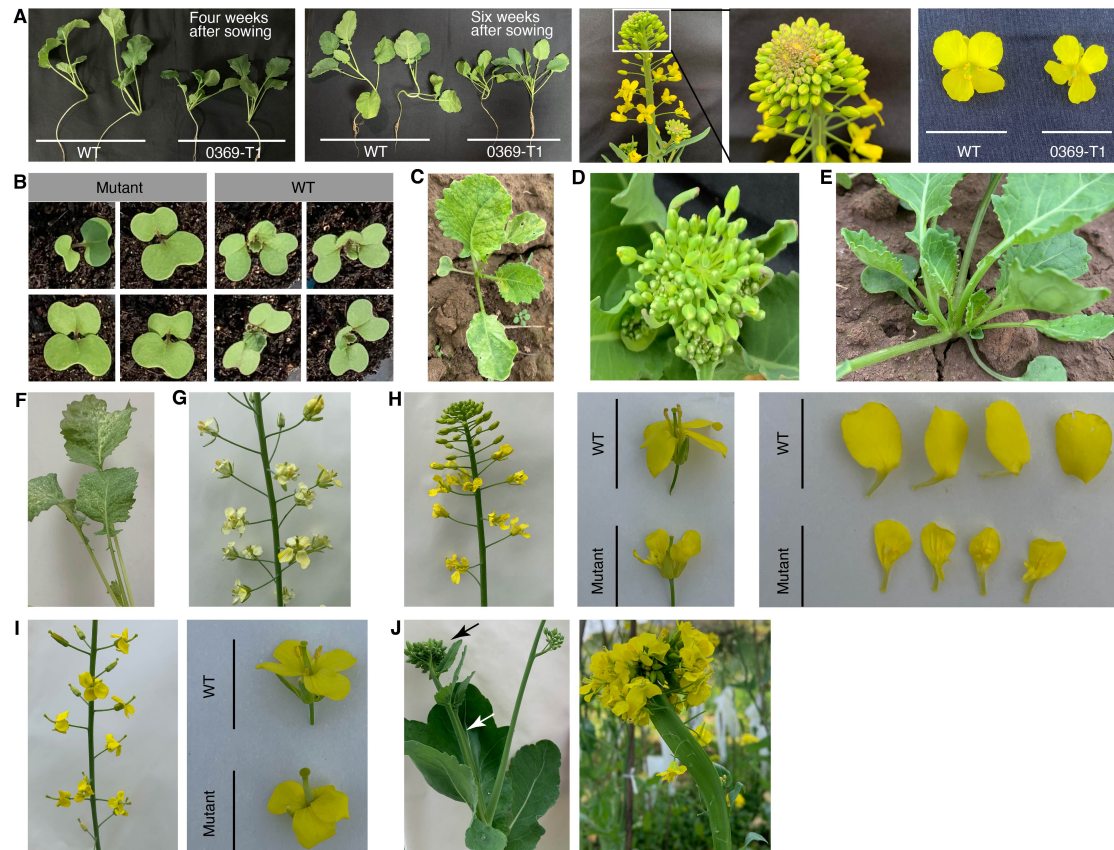 A
Four weeks
after sowing
WT
0369-T1
Six weeks
after sowing
WT
0369-T1
WT
0369-T1
B
Mutant
WT
C
D
E
F
G
H
WT
Mutant
WT
Mutant
I
WT
Mutant
J